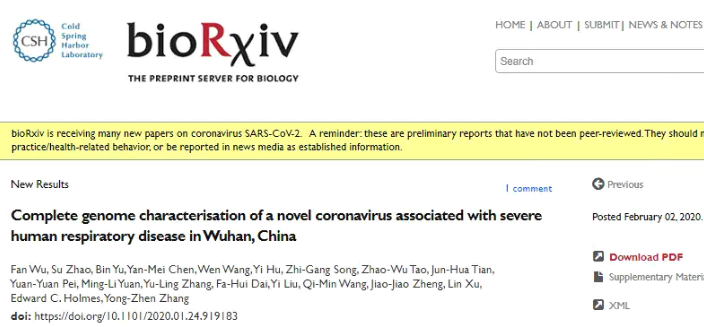 CSH
Cold
Spring
Harbor
Laboratory
bioRχiv
THE PREPRINT SERVER FOR BIOLOGY
HOME | ABOUT | SUBMIT | NEWS & NOTES
Search
bioRxiv is receiving many new papers on coronavirus SARS-CoV-2. A reminder: these are preliminary reports that have not been peer-reviewed. They should
practice/health-related behavior, or be reported in news media as established information.
New Results
1 comment
Complete genome characterisation of a novel coronavirus associated with severe
human respiratory disease in Wuhan, China
Fan Wu, Su Zhao, Bin Yu, Yan-Mei Chen, Wen Wang, Yi Hu, Zhi-Gang Song, Zhao-Wu Tao, Jun-Hua Tian,
Yuan-Yuan Pei, Ming-Li Yuan, Yu-Ling Zhang, Fa-Hui Dai, Yi Liu, Qi-Min Wang, Jiao-Jiao Zheng, Lin Xu,
Edward C. Holmes, Yong-Zhen Zhang
doi: https://doi.org/10.1101/2020.01.24.919183
Previous
Posted February 02, 2020.
Download PDF
Supplementary Materi
XML